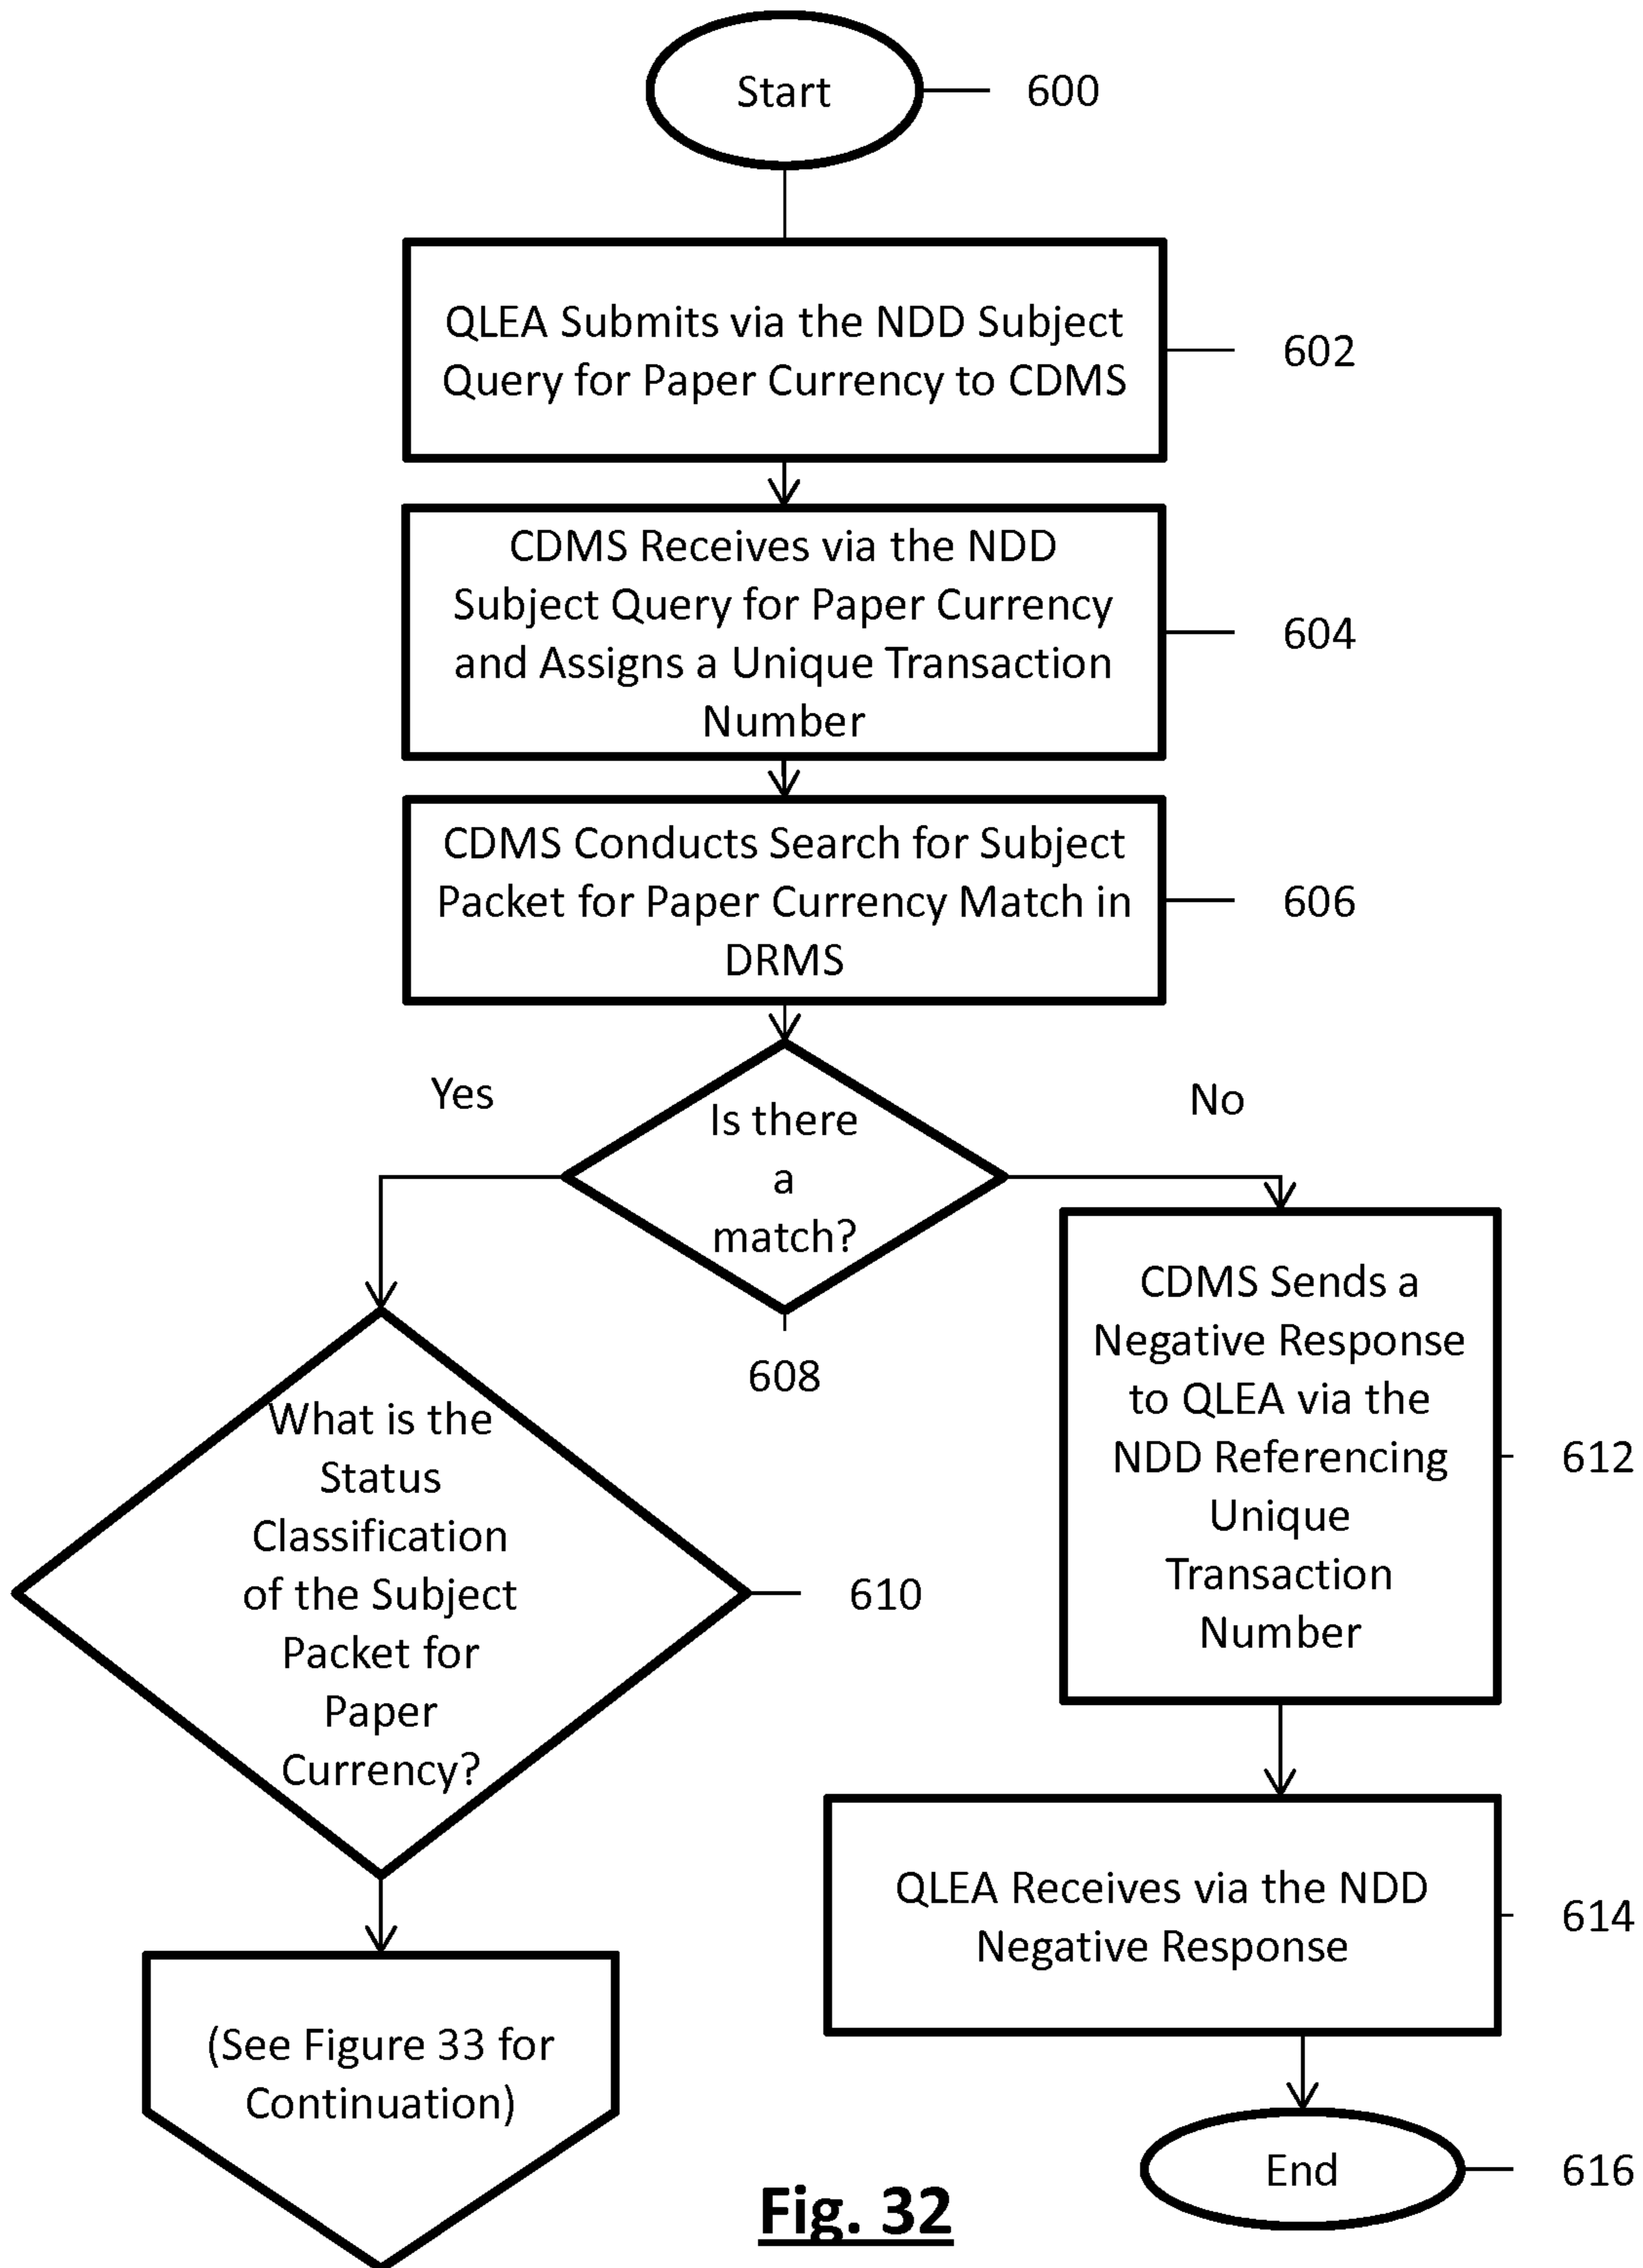 Start
600
QLEA Submits via the NDD Subject
Query for Paper Currency to CDMS
602
CDMS Receives via the NDD
Subject Query for Paper Currency
and Assigns a Unique Transaction
Number
604
CDMS Conducts Search for Subject
Packet for Paper Currency Match in
DRMS
606
Yes
Is there
a
match?
No
608
What is the
Status
Classification
of the Subject
Packet for
Paper
Currency?
610
CDMS Sends a
Negative Response
to QLEA via the
NDD Referencing
Unique
Transaction
Number
612
QLEA Receives via the NDD
Negative Response
614
(See Figure 33 for
Continuation)
End
616
Fig. 32